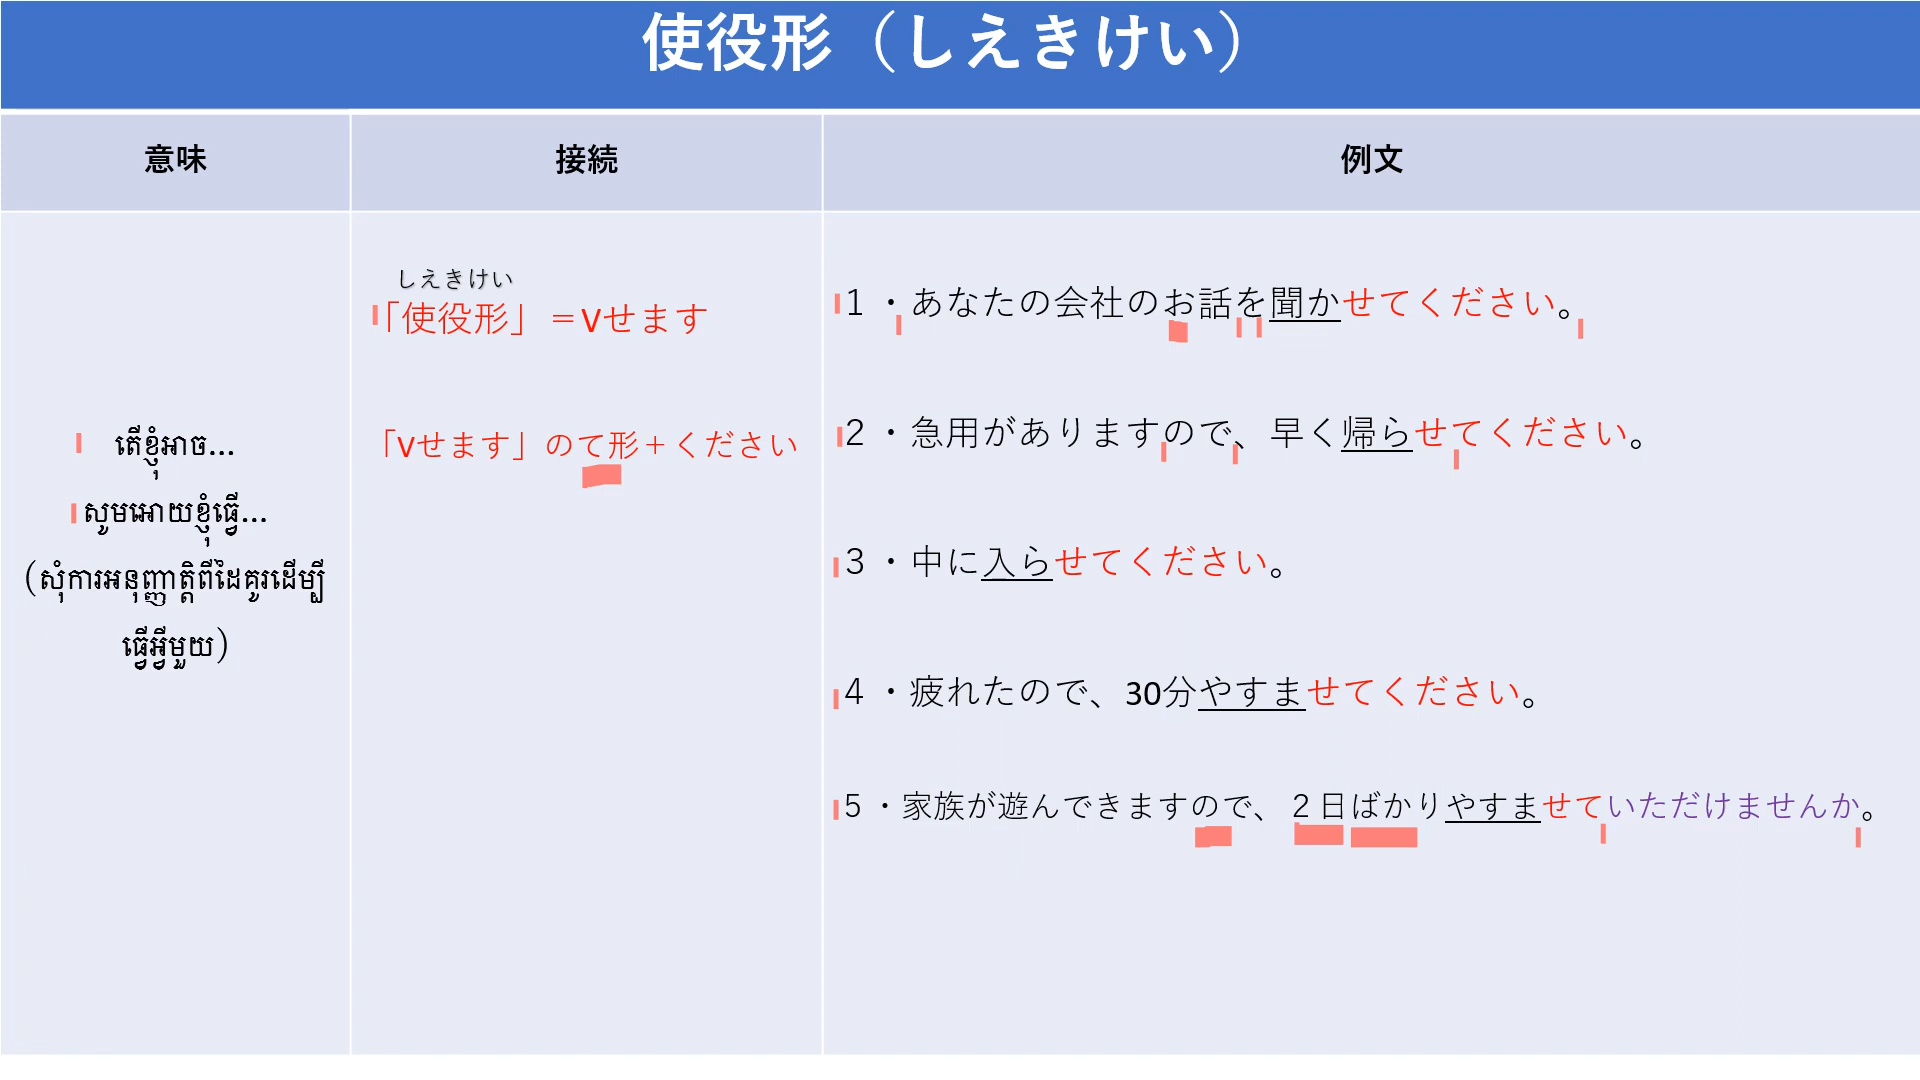 使役形（しえきけい）
意味
接続
例文
តើខ្ញុំអាច...
សូមអោយខ្ញុំធ្វើ...
(សុំការអនុញ្ញាត្តិពីដៃគូរដើម្បី
ធ្វើអ្វីមួយ)
しえきけい
「使役形」＝Vせます
「Vせます」のて形＋ください
1・あなたの会社のお話を聞かせてください。
2・急用がありますので、早く帰らせてください。
3・中に入らせてください。
4・疲れたので、30分やすませてください。
5・家族が遊んできますので、２日ばかりやすませていただけませんか。